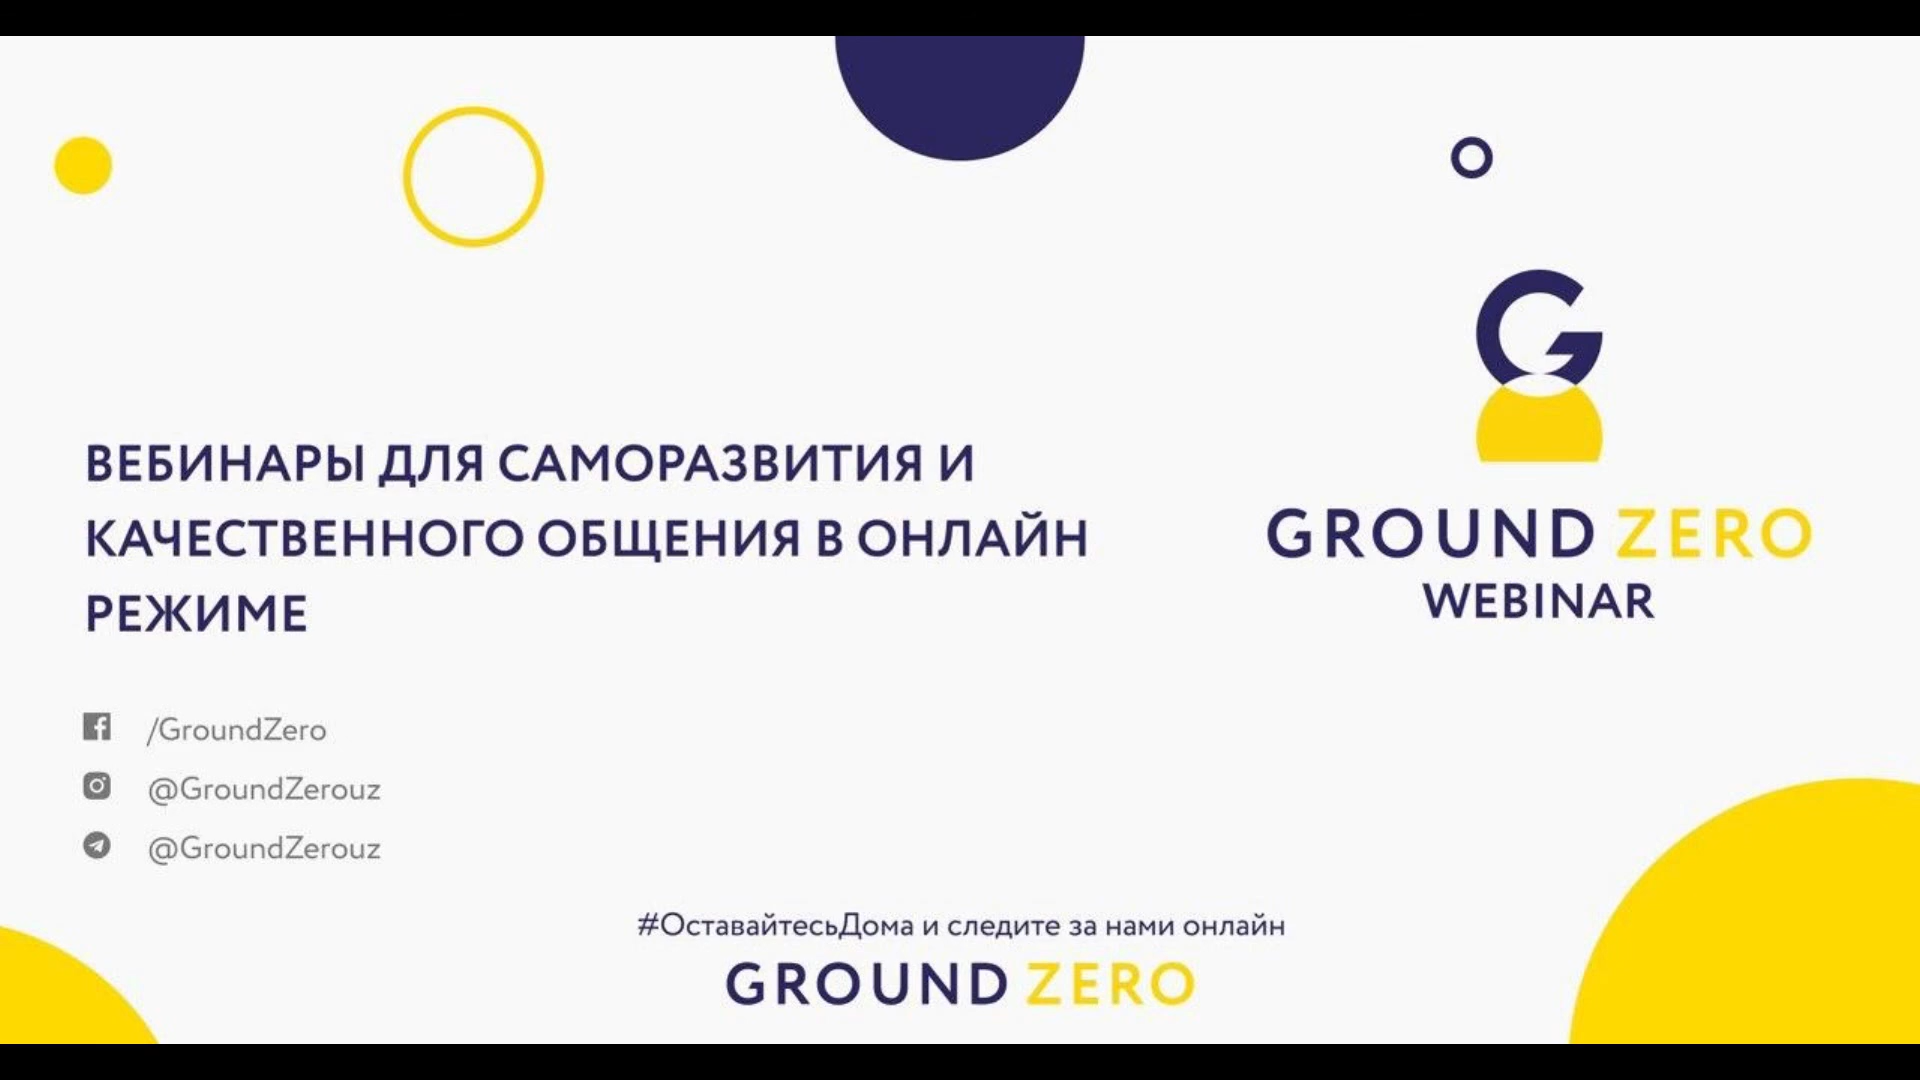 ВЕБИНАРЫ ДЛЯ САМОРАЗВИТИЯ И
КАЧЕСТВЕННОГО ОБЩЕНИЯ В ОНЛАЙН
РЕЖИМЕ
/GroundZero
@GroundZerouz
@GroundZerouz
G
GROUND ZERO
WEBINAR
#ОставайтесьДома и следите за нами онлайн
GROUND ZERO